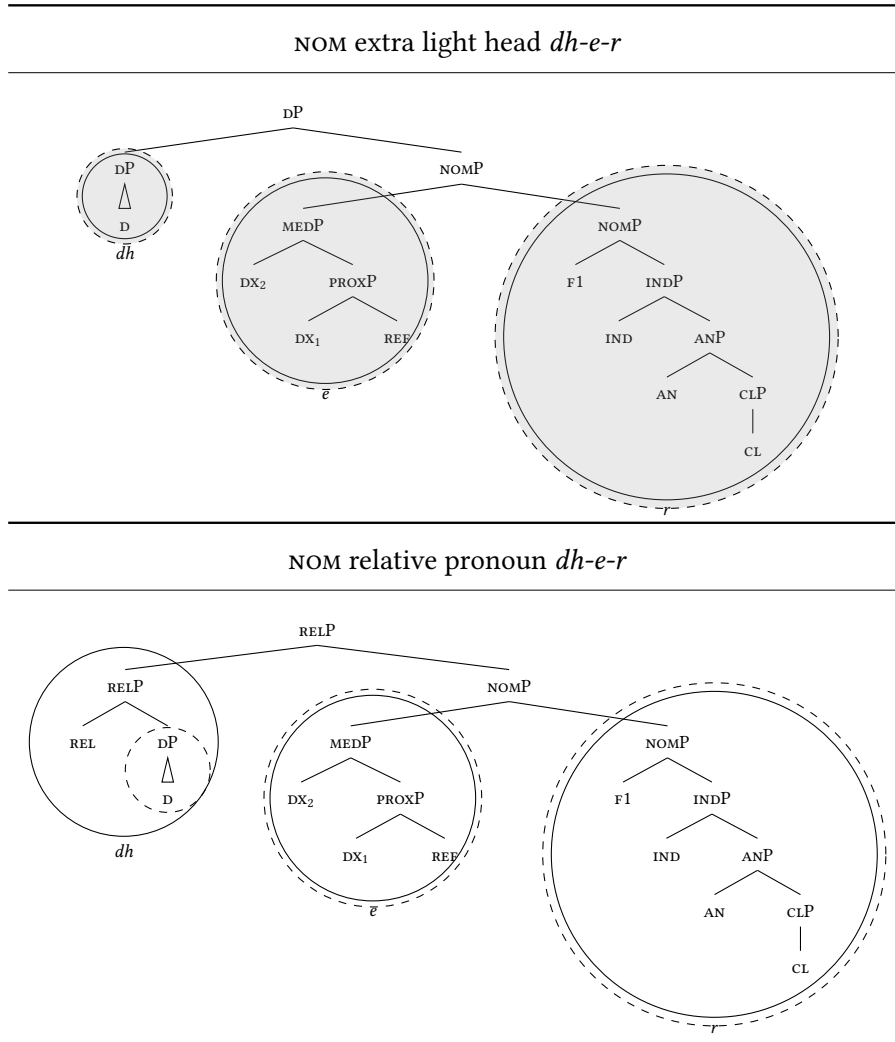 NOM extra light head dh-e-r
DP
DP NOMP
D MEDP NOMP
dh
DX₂ PROXP F1 INDP
DX₁ REF IND ANP
e AN CLP
CL
r
NOM relative pronoun dh-e-r
RELP
RELP NOMP
REL DP MEDP NOMP
D DX₂ PROXP F1 INDP
dh DX₁ REF IND ANP
e AN CLP
CL
r